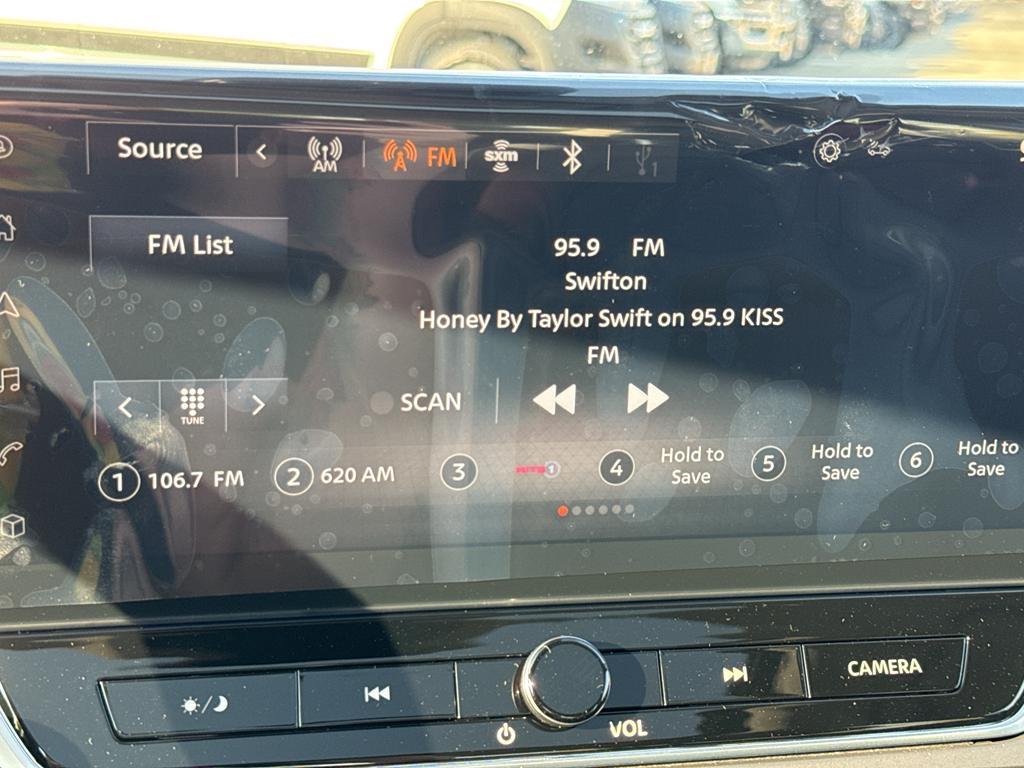 Source
AM
FM
sxm
1
FM List
95.9 FM
Swifton
Honey By Taylor Swift on 95.9 KISS
FM
TUNE
SCAN
1 106.7 FM
2 620 AM
3 HITS1
4 Hold to
Save
5 Hold to
Save
6 Hold to
Save
CAMERA
VOL